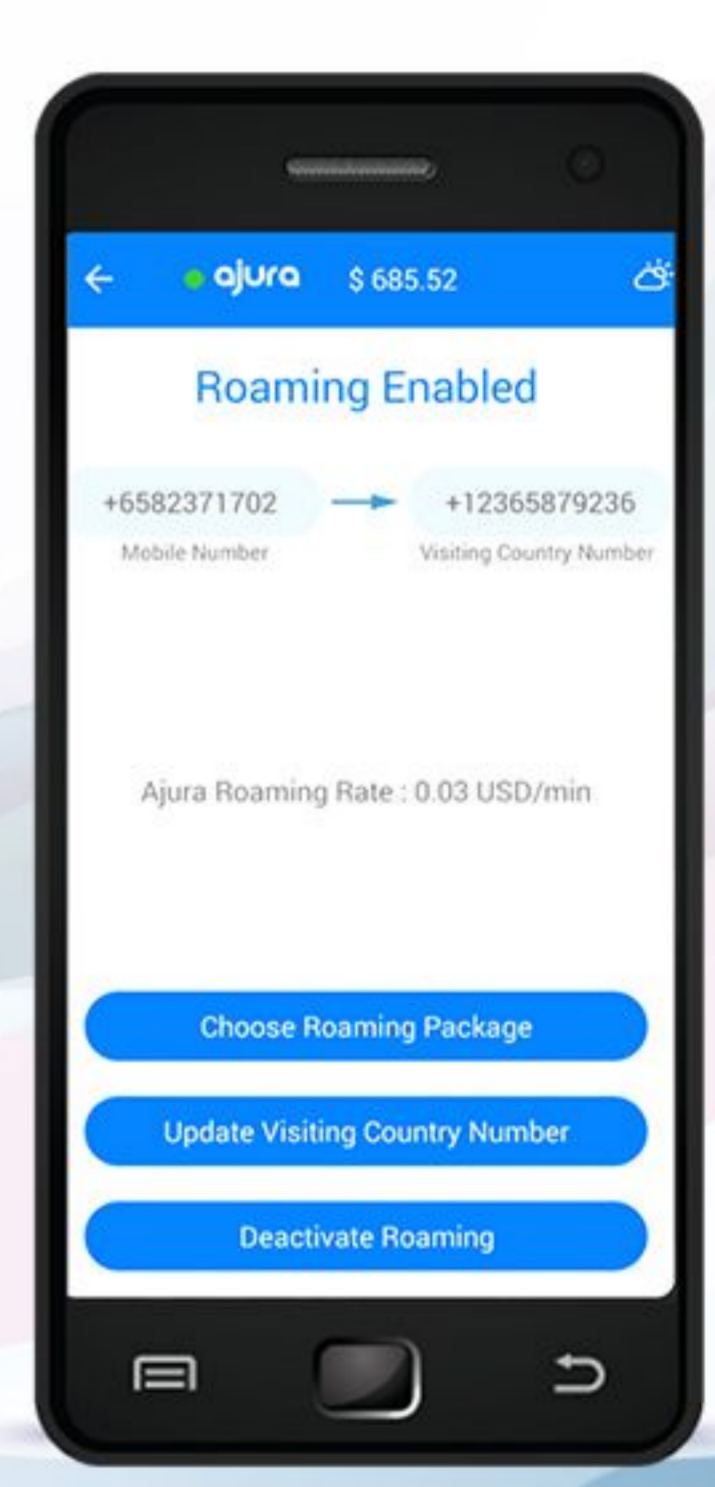 ajura $ 685.52
Roaming Enabled
+6582371702 +12365879236
Mobile Number Visiting Country Number
Ajura Roaming Rate : 0.03 USD/min
Choose Roaming Package
Update Visiting Country Number
Deactivate Roaming